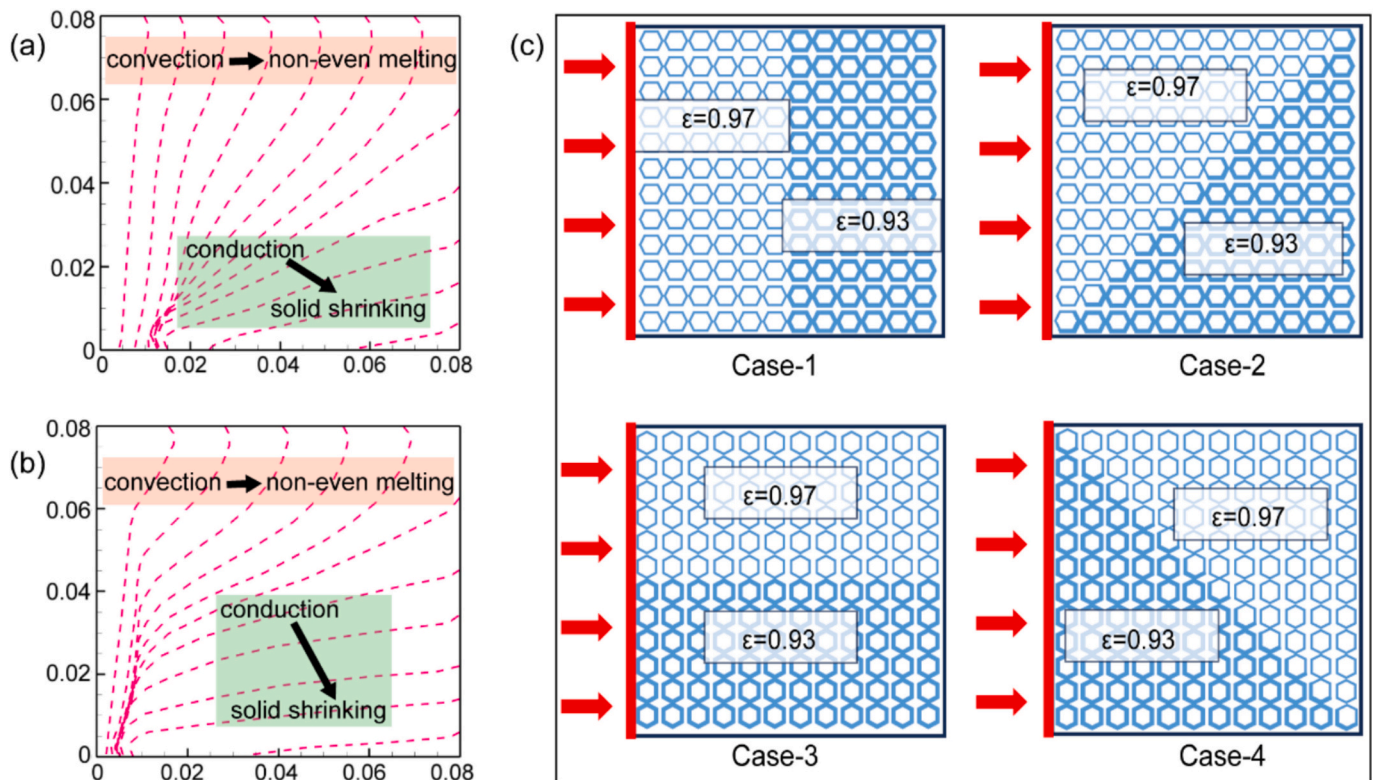 (a)
0.08
convection → non-even melting
0.06
0.04
conduction
0.02
solid shrinking
0
0 0.02 0.04 0.06 0.08
(b)
0.08
convection → non-even melting
0.06
0.04
conduction
0.02
solid shrinking
0
0 0.02 0.04 0.06 0.08
(c)
ε=0.97
ε=0.93
Case-1
ε=0.97
ε=0.93
Case-2
ε=0.97
ε=0.93
Case-3
ε=0.97
ε=0.93
Case-4